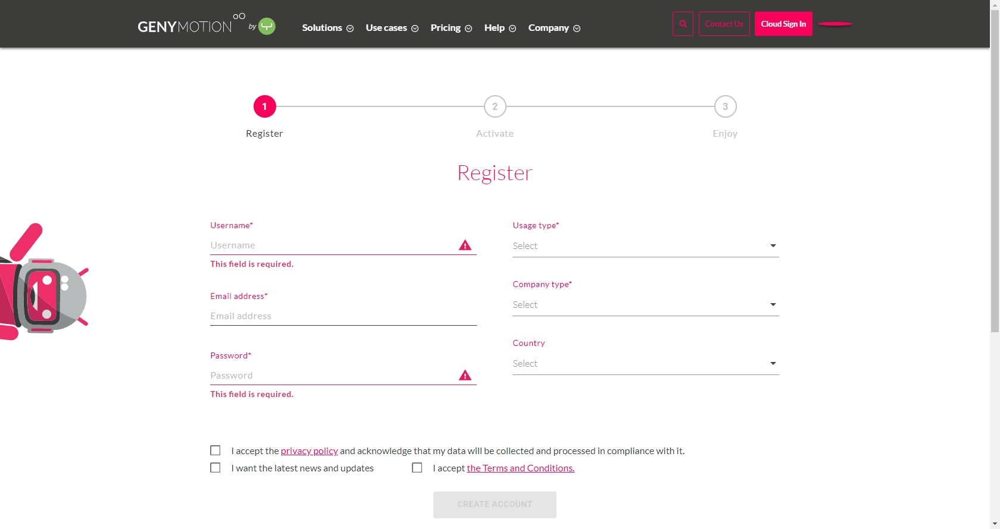 GENYMOTION by
Solutions Use cases Pricing Help Company
Contact Us Cloud Sign In
1 2 3
Register Activate Enjoy
Register
Username*
Username
This field is required.
Email address*
Email address
Password*
Password
This field is required.
Usage type*
Select
Company type*
Select
Country
Select
I accept the privacy policy and acknowledge that my data will be collected and processed in compliance with it.
I want the latest news and updates I accept the Terms and Conditions.
CREATE ACCOUNT